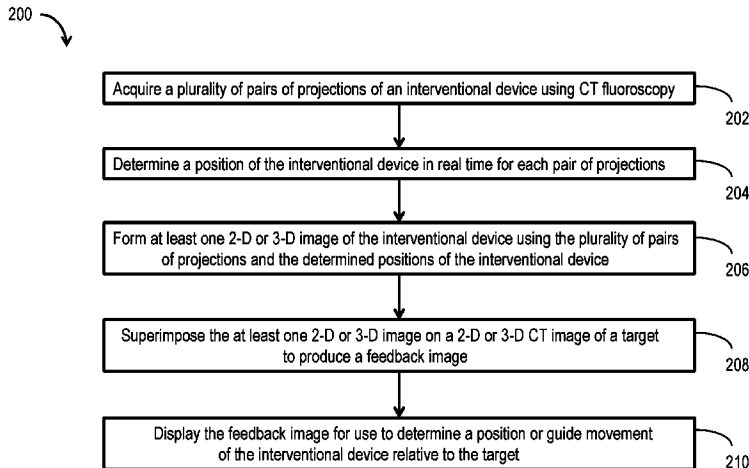 200
Acquire a plurality of pairs of projections of an interventional device using CT fluoroscopy
202
Determine a position of the interventional device in real time for each pair of projections
204
Form at least one 2-D or 3-D image of the interventional device using the plurality of pairs
of projections and the determined positions of the interventional device
206
Superimpose the at least one 2-D or 3-D image on a 2-D or 3-D CT image of a target
to produce a feedback image
208
Display the feedback image for use to determine a position or guide movement
of the interventional device relative to the target
210